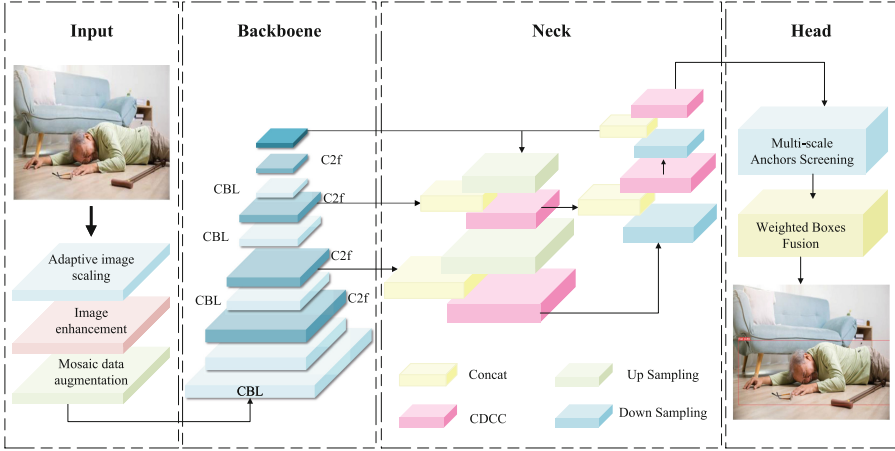 Input
Backboene
Neck
Head
Adaptive image
scaling
Image
enhancement
Mosaic data
augmentation
C2f
CBL
C2f
CBL
C2f
CBL
C2f
CBL
Concat
Up Sampling
CDCC
Down Sampling
Multi-scale
Anchors Screening
Weighted Boxes
Fusion